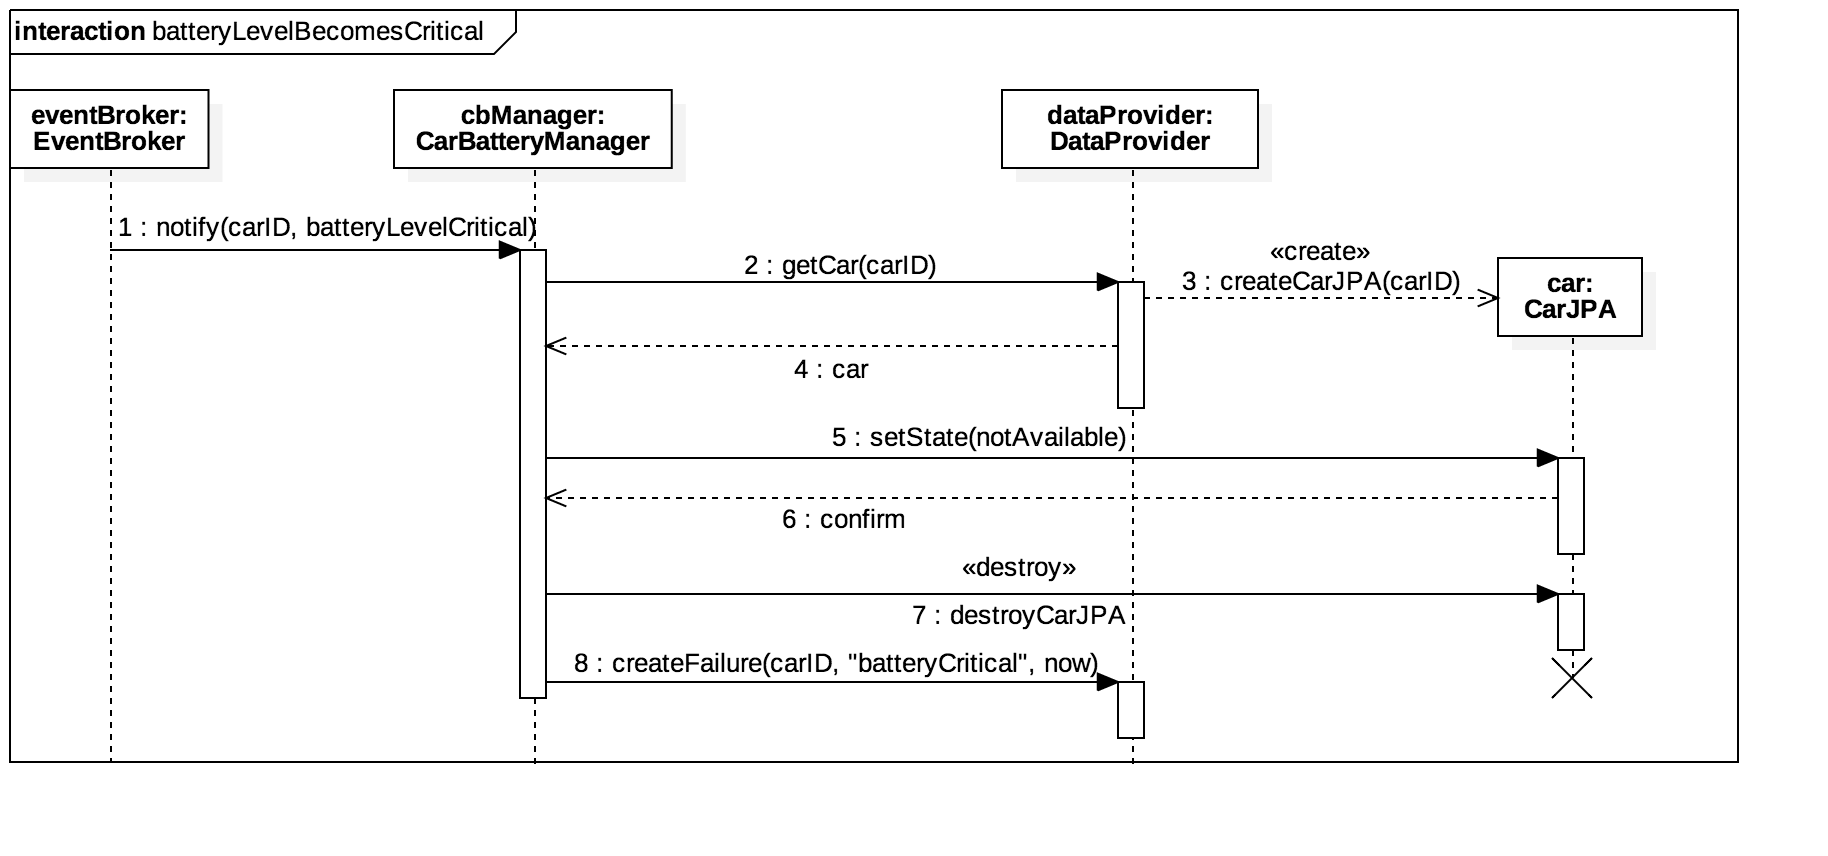 interaction batteryLevelBecomesCritical
eventBroker:
EventBroker
cbManager:
CarBatteryManager
dataProvider:
DataProvider
1 : notify(carID, batteryLevelCritical)
2 : getCar(carID)
«create»
3 : createCarJPA(carID)
car:
CarJPA
4 : car
5 : setState(notAvailable)
6 : confirm
«destroy»
7 : destroyCarJPA
8 : createFailure(carID, "batteryCritical", now)